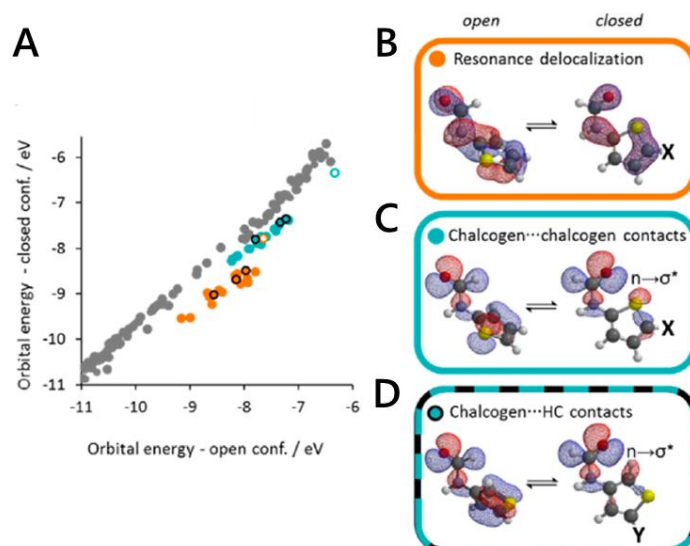 A
-6
-7
-8
-9
-10
-11
-11
-10
-9
-8
-7
-6
Orbital energy - closed conf. / eV
Orbital energy - open conf. / eV
open
closed
B
Resonance delocalization
X
C
Chalcogen···chalcogen contacts
n→σ*
X
D
Chalcogen···HC contacts
n→σ*
Y